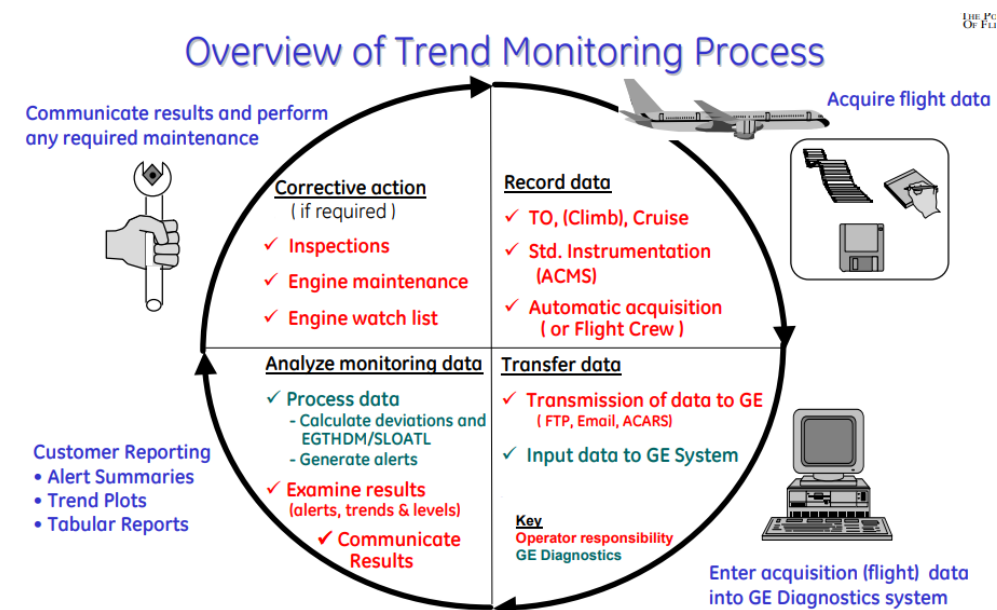 THE
OF
Overview of Trend Monitoring Process
Communicate results and perform
any required maintenance
Acquire flight data
Corrective action
( if required )
✓ Inspections
✓ Engine maintenance
✓ Engine watch list
Record data
✓ TO, (Climb), Cruise
✓ Std. Instrumentation
(ACMS)
✓ Automatic acquisition
( or Flight Crew )
Analyze monitoring data
✓ Process data
- Calculate deviations and
EGTHDM/SLOATL
- Generate alerts
✓ Examine results
(alerts, trends & levels)
✓ Communicate
Results
Transfer data
✓ Transmission of data to GE
( FTP, Email, ACARS)
✓ Input data to GE System
Key
Operator responsibility
GE Diagnostics
Customer Reporting
• Alert Summaries
• Trend Plots
• Tabular Reports
Enter acquisition (flight) data
into GE Diagnostics system